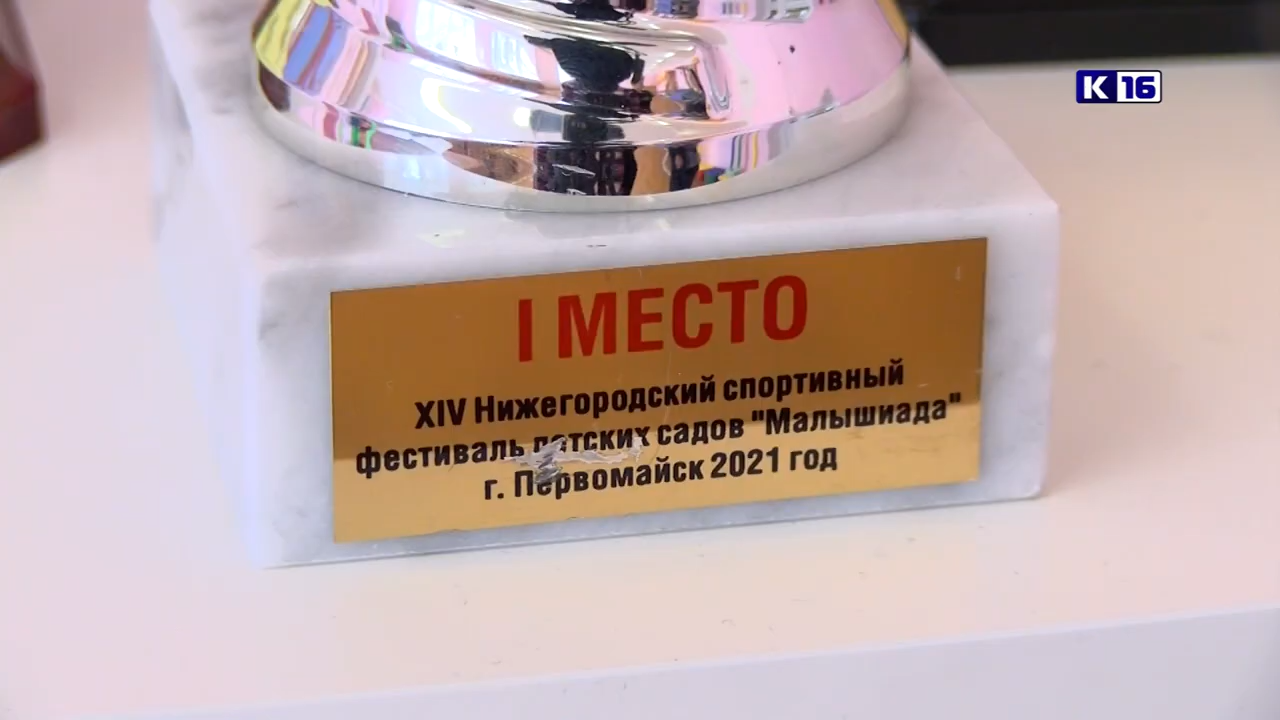 К 16
I МЕСТО
XIV Нижегородский спортивный
фестиваль детских садов "Малышиада"
г. Первомайск 2021 год